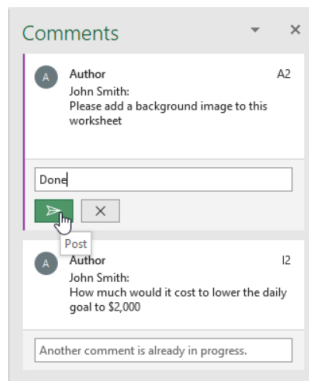 Comments
A
Author A2
John Smith:
Please add a background image to this
worksheet
Done
Post
A
Author I2
John Smith:
How much would it cost to lower the daily
goal to $2,000
Another comment is already in progress.